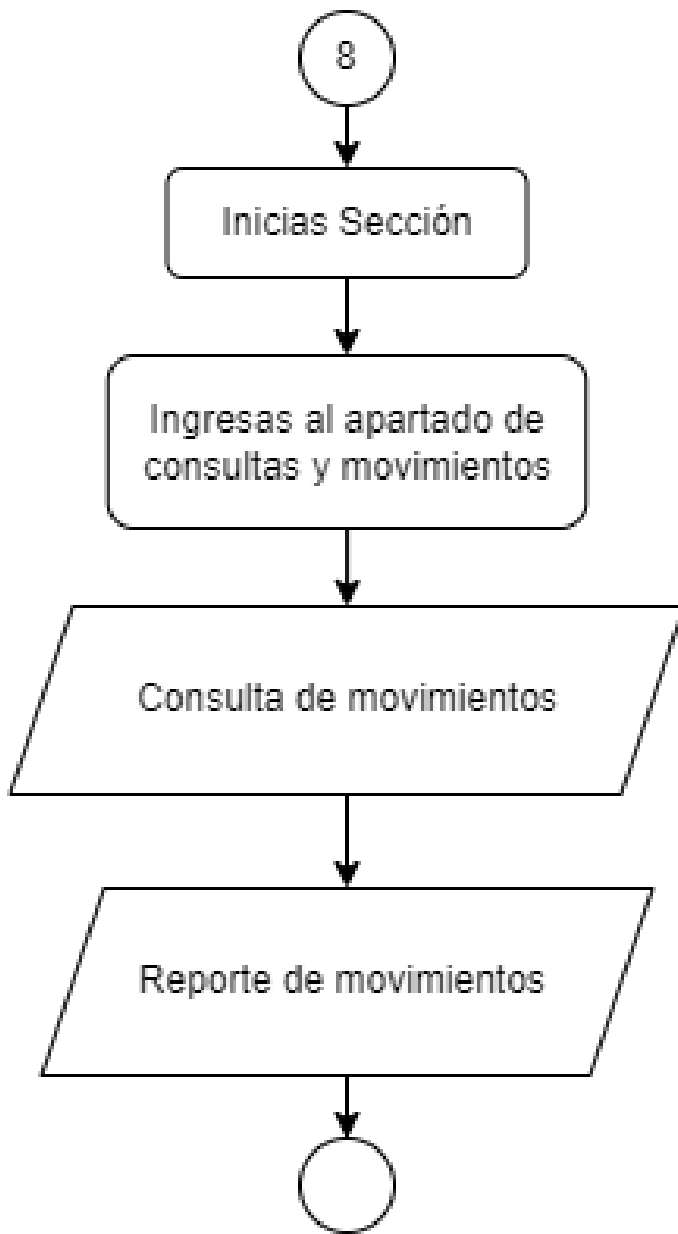 8
Inicias Sección
Ingresas al apartado de
consultas y movimientos
Consulta de movimientos
Reporte de movimientos